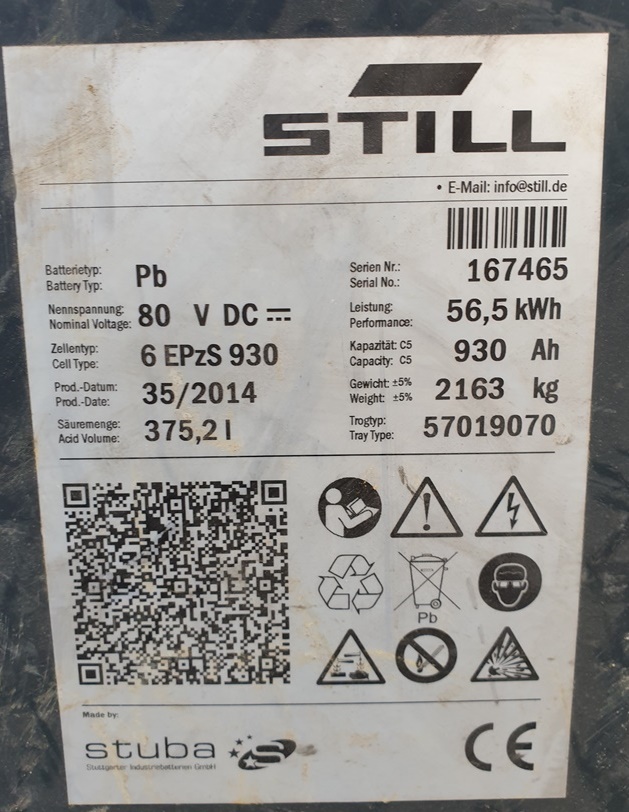 STILL
• E-Mail: info@still.de
Batterietyp:
Battery Typ:
Pb
Serien Nr.:
Serial No.:
167465
Nennspannung:
Nominal Voltage:
80 V DC
Leistung:
Performance:
56,5 kWh
Zellentyp:
Cell Type:
6 EPzS 930
Kapazität: C5
Capacity: C5
930 Ah
Prod.-Datum:
Prod.-Date:
35/2014
Gewicht: ±5%
Weight: ±5%
2163 kg
Säuremenge:
Acid Volume:
375,2 l
Trogtyp:
Tray Type:
57019070
Pb
Made by:
stuba
Stuttgarter Industriebatterien GmbH
S
CE